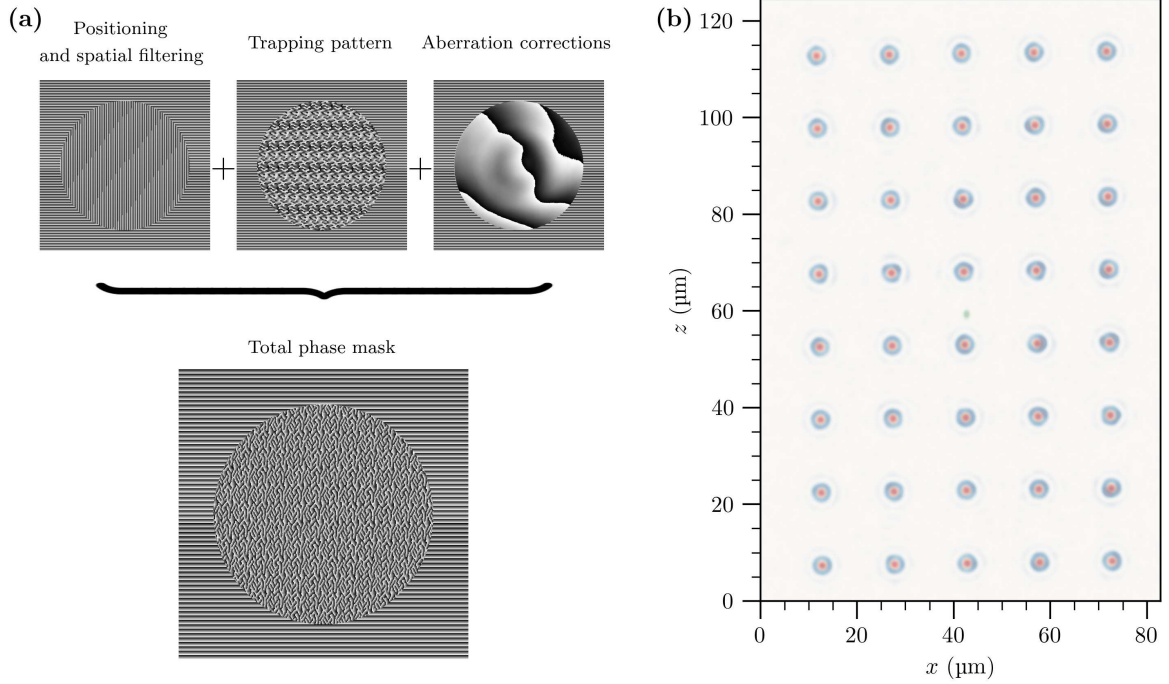 (a)
Positioning
and spatial filtering
Trapping pattern
Aberration corrections
+
+
Total phase mask
(b)
120
100
80
60
40
20
0
z (µm)
0
20
40
60
80
x (µm)